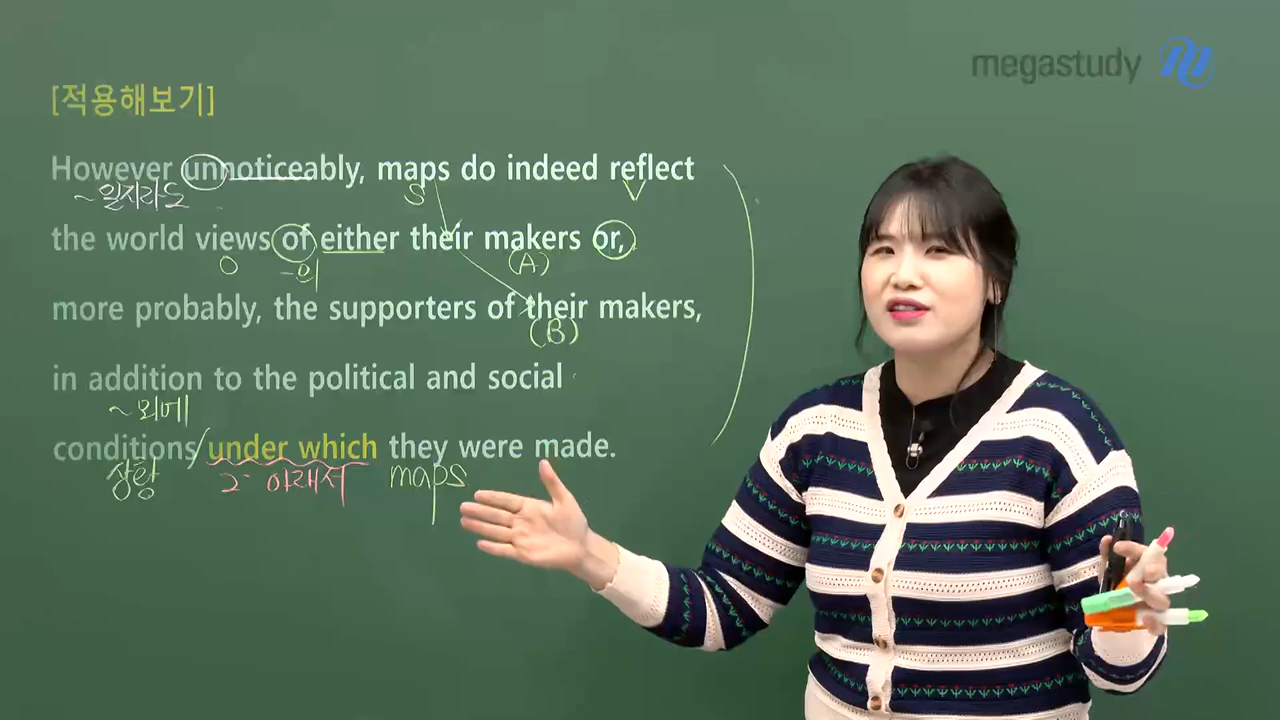 megastudy
[적용해보기]
However unnoticeably, maps do indeed reflect
~일지라도 S V
the world views of either their makers or,
O ~의 (A)
more probably, the supporters of their makers,
(B)
in addition to the political and social
~외에
conditions/under which they were made.
상황 그 아래서 maps